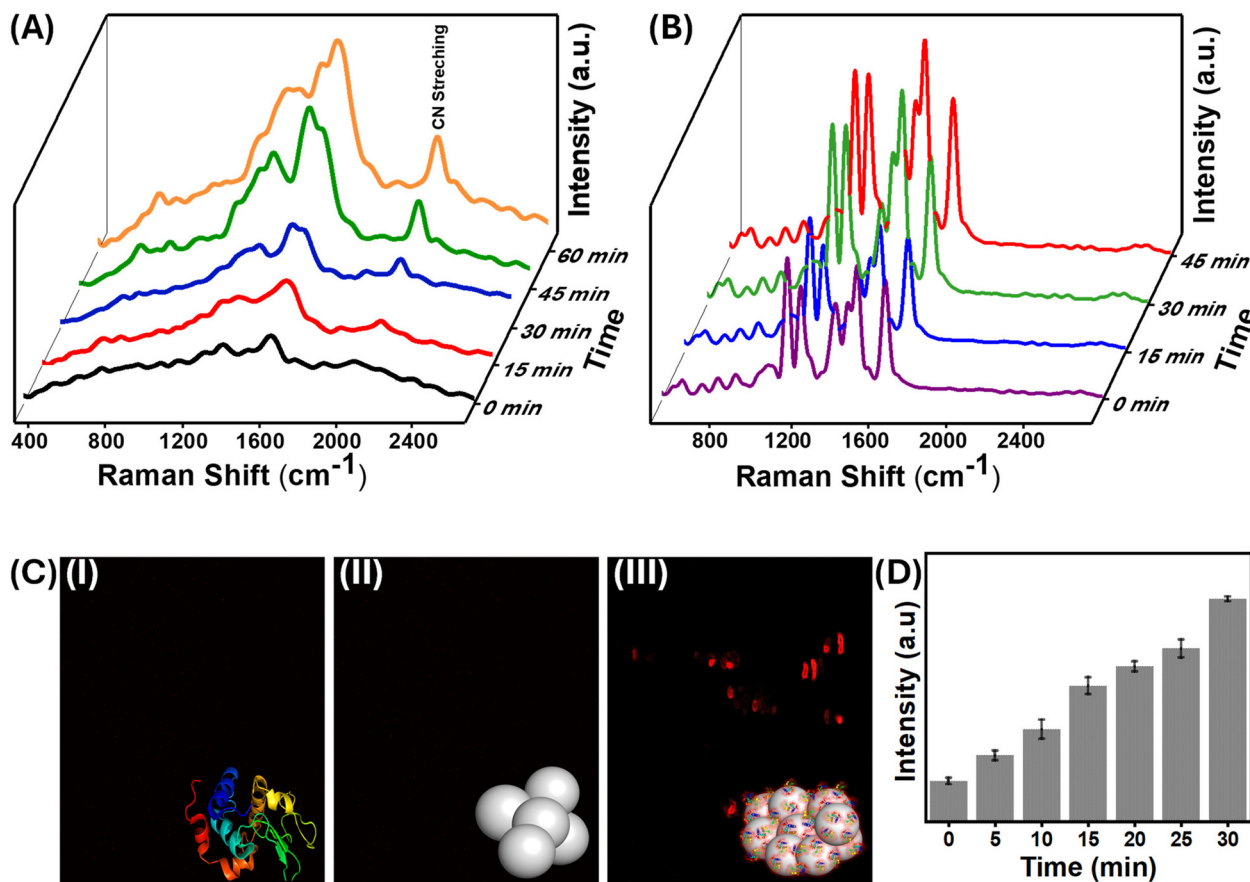 (A)
Intensity (a.u.)
CN Streching
60 min
45 min
30 min
15 min
0 min
Time
400 800 1200 1600 2000 2400
Raman Shift (cm-1)
(B)
Intensity (a.u.)
45 min
30 min
15 min
0 min
Time
800 1200 1600 2000 2400
Raman Shift (cm-1)
(C) (I) (II) (III)
(D)
Intensity (a.u)
0 5 10 15 20 25 30
Time (min)